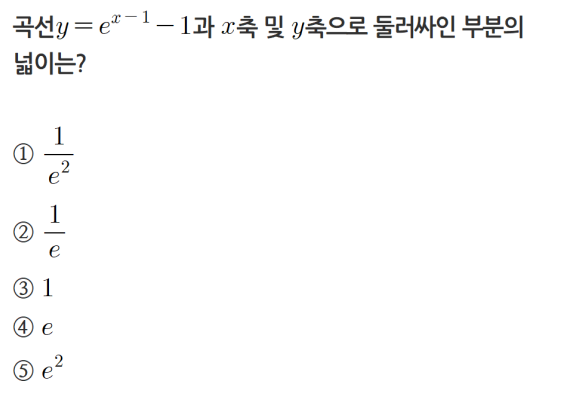 곡선 $y=e^{x-1}-1$과 $x$축 및 $y$축으로 둘러싸인 부분의
넓이는?
① $\frac{1}{e^2}$
② $\frac{1}{e}$
③ 1
④ $e$
⑤ $e^2$